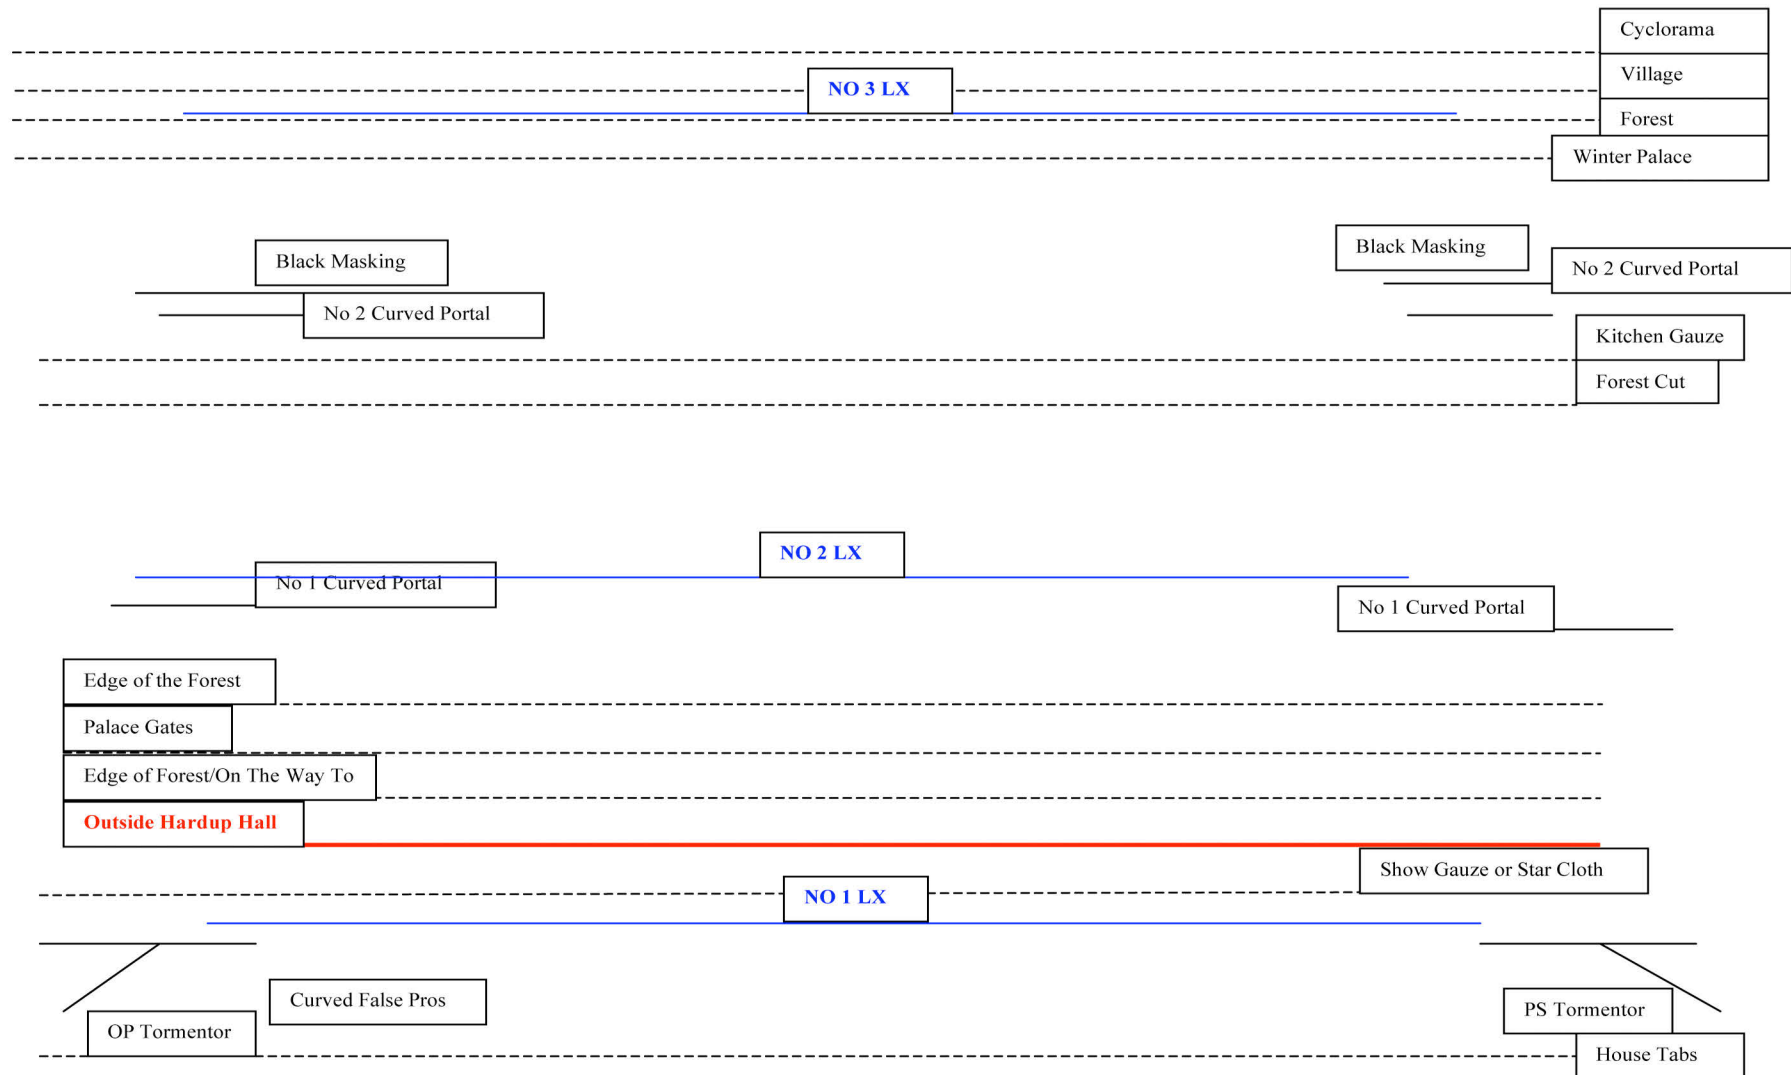 Cyclorama
Village
NO 3 LX
Forest
Winter Palace
Black Masking
Black Masking
No 2 Curved Portal
No 2 Curved Portal
Kitchen Gauze
Forest Cut
NO 2 LX
No 1 Curved Portal
No 1 Curved Portal
Edge of the Forest
Palace Gates
Edge of Forest/On The Way To
Outside Hardup Hall
Show Gauze or Star Cloth
NO 1 LX
Curved False Pros
PS Tormentor
OP Tormentor
House Tabs